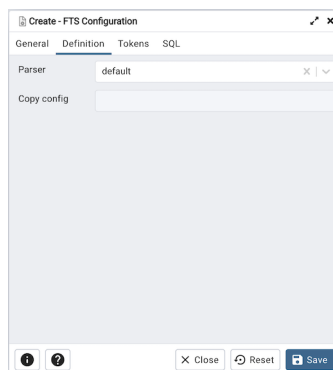 Create - FTS Configuration
General Definition Tokens SQL
Parser default
Copy config
Close Reset Save